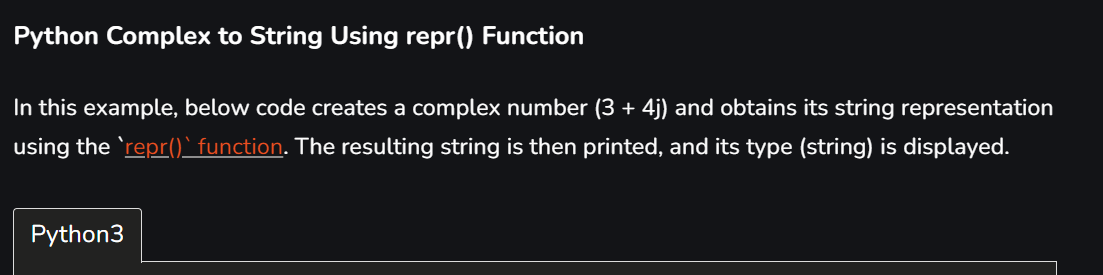 Python Complex to String Using repr() Function
In this example, below code creates a complex number (3 + 4j) and obtains its string representation
using the `repr()` function. The resulting string is then printed, and its type (string) is displayed.
Python3